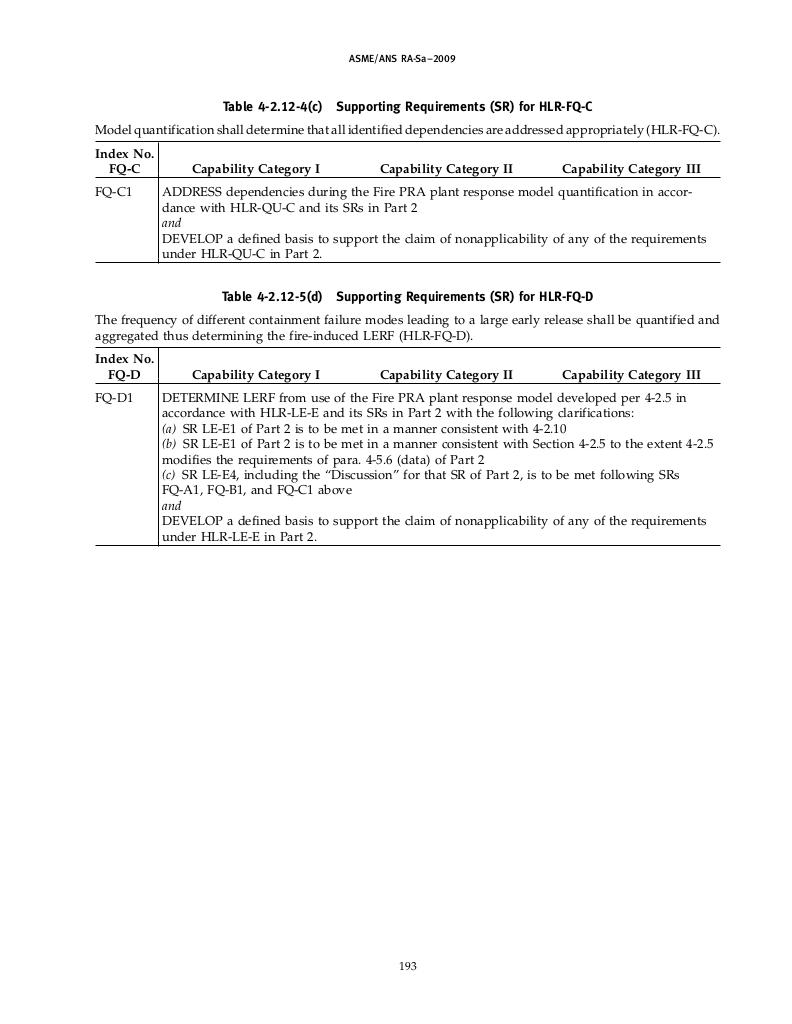 ASME/ANS RA-Sa–2009
Table 4-2.12-4(c) Supporting Requirements (SR) for HLR-FQ-C
Model quantification shall determine that all identified dependencies are addressed appropriately (HLR-FQ-C).
Index No.
FQ-C Capability Category I Capability Category II Capability Category III
FQ-C1 ADDRESS dependencies during the Fire PRA plant response model quantification in accor-
dance with HLR-QU-C and its SRs in Part 2
and
DEVELOP a defined basis to support the claim of nonapplicability of any of the requirements
under HLR-QU-C in Part 2.
Table 4-2.12-5(d) Supporting Requirements (SR) for HLR-FQ-D
The frequency of different containment failure modes leading to a large early release shall be quantified and
aggregated thus determining the fire-induced LERF (HLR-FQ-D).
Index No.
FQ-D Capability Category I Capability Category II Capability Category III
FQ-D1 DETERMINE LERF from use of the Fire PRA plant response model developed per 4-2.5 in
accordance with HLR-LE-E and its SRs in Part 2 with the following clarifications:
(a) SR LE-E1 of Part 2 is to be met in a manner consistent with 4-2.10
(b) SR LE-E1 of Part 2 is to be met in a manner consistent with Section 4-2.5 to the extent 4-2.5
modifies the requirements of para. 4-5.6 (data) of Part 2
(c) SR LE-E4, including the “Discussion” for that SR of Part 2, is to be met following SRs
FQ-A1, FQ-B1, and FQ-C1 above
and
DEVELOP a defined basis to support the claim of nonapplicability of any of the requirements
under HLR-LE-E in Part 2.
193